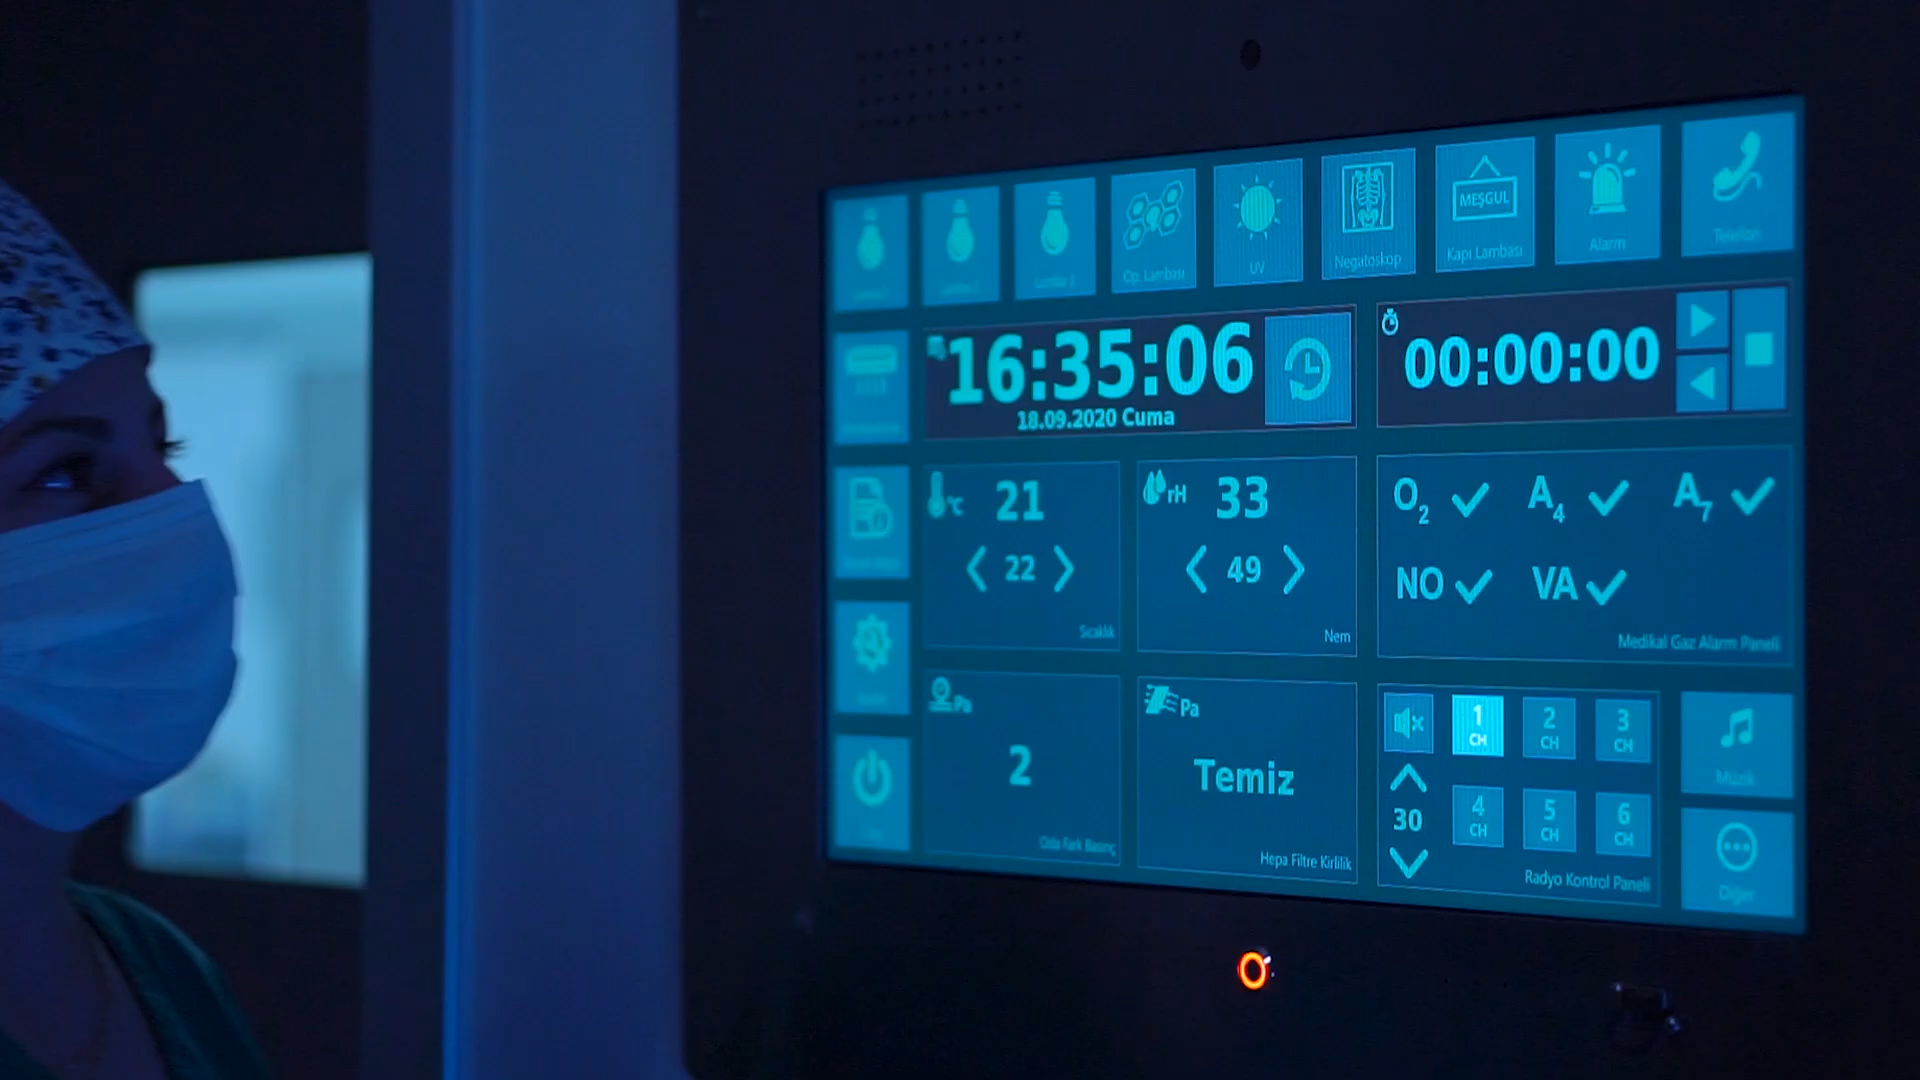 Lamba 3
Op. Lambası
UV
Negatoskop
MEŞGUL
Kapı Lambası
Alarm
Telefon
16:35:06
18.09.2020 Cuma
00:00:00
°C 21
22
Sıcaklık
rH 33
49
Nem
O₂ A₄ A₇
NO VA
Medikal Gaz Alarm Paneli
Pa
2
Oda Fark Basınç
Pa
Temiz
Hepa Filtre Kirlilik
1 CH
2 CH
3 CH
30
4 CH
5 CH
6 CH
Radyo Kontrol Paneli
Müzik
Diğer